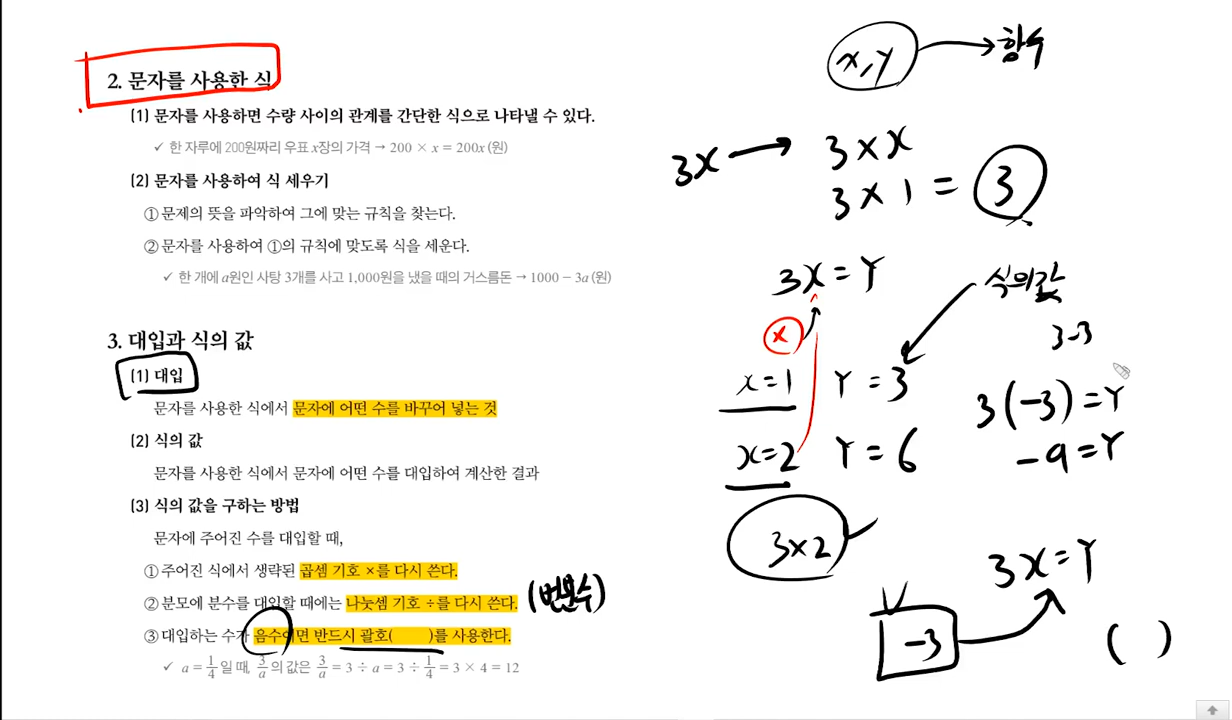 2. 문자를 사용한 식
(1) 문자를 사용하면 수량 사이의 관계를 간단한 식으로 나타낼 수 있다.
✓ 한 자루에 200원짜리 우표 x장의 가격 → 200 × x = 200x (원)
(2) 문자를 사용하여 식 세우기
① 문제의 뜻을 파악하여 그에 맞는 규칙을 찾는다.
② 문자를 사용하여 ①의 규칙에 맞도록 식을 세운다.
✓ 한 개에 a원인 사탕 3개를 사고 1,000원을 냈을 때의 거스름돈 → 1000 − 3a (원)
3. 대입과 식의 값
(1) 대입
문자를 사용한 식에서 문자에 어떤 수를 바꾸어 넣는 것
(2) 식의 값
문자를 사용한 식에서 문자에 어떤 수를 대입하여 계산한 결과
(3) 식의 값을 구하는 방법
문자에 주어진 수를 대입할 때,
① 주어진 식에서 생략된 곱셈 기호 ×를 다시 쓴다.
② 분모에 분수를 대입할 때에는 나눗셈 기호 ÷를 다시 쓴다. (번분수)
③ 대입하는 수가 음수이면 반드시 괄호( )를 사용한다.
✓ a = 1/4일 때, 3/a의 값은 3/a = 3 ÷ a = 3 ÷ 1/4 = 3 × 4 = 12
x, y → 함수
3x → 3 × x
3 × 1 = 3
3x = Y
식의 값
x
x = 1 Y = 3
x = 2 Y = 6
3×2
3-3
3(-3) = Y
-9 = Y
3x = Y
-3
( )